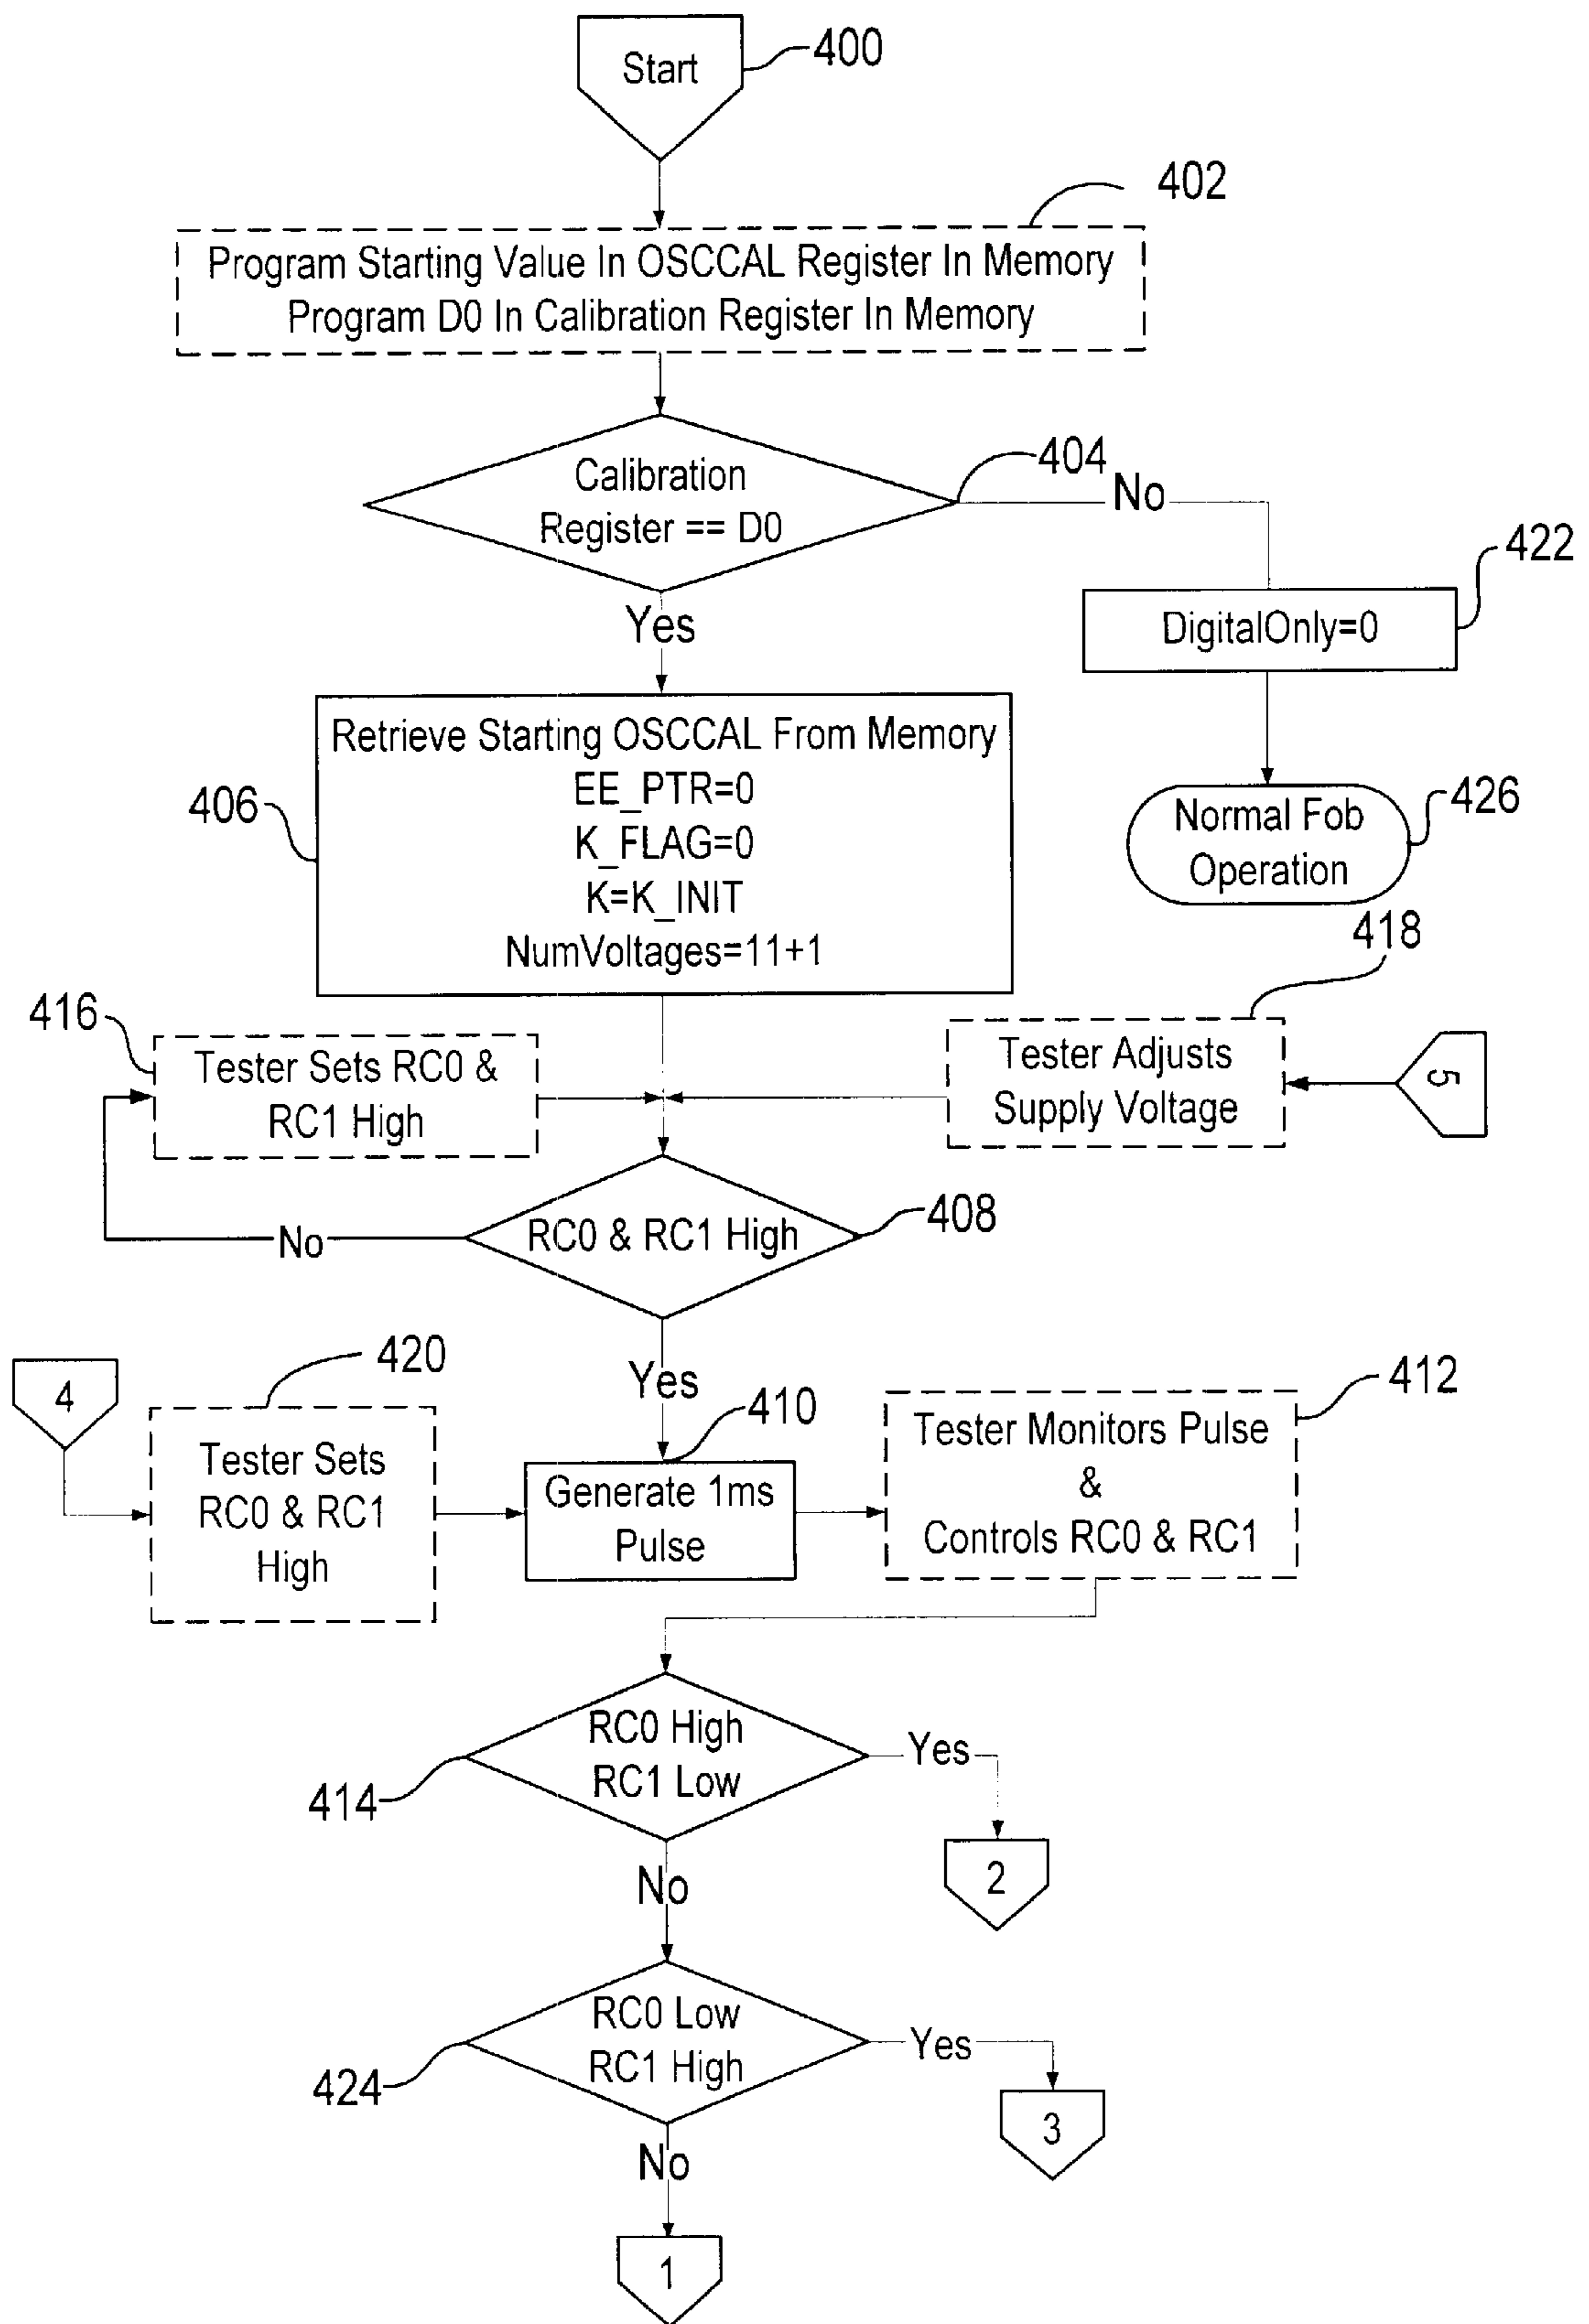 Start
400
402
Program Starting Value In OSCCAL Register In Memory
Program D0 In Calibration Register In Memory
404
Calibration
Register == D0
No
422
DigitalOnly=0
Yes
Retrieve Starting OSCCAL From Memory
EE_PTR=0
K_FLAG=0
K=K_INIT
NumVoltages=11+1
406
Normal Fob
Operation
426
418
416
Tester Sets RC0 &
RC1 High
Tester Adjusts
Supply Voltage
5
RC0 & RC1 High
408
No
Yes
420
4
Tester Sets
RC0 & RC1
High
410
Generate 1ms
Pulse
412
Tester Monitors Pulse
&
Controls RC0 & RC1
RC0 High
RC1 Low
414
Yes
2
No
RC0 Low
RC1 High
424
Yes
3
No
1